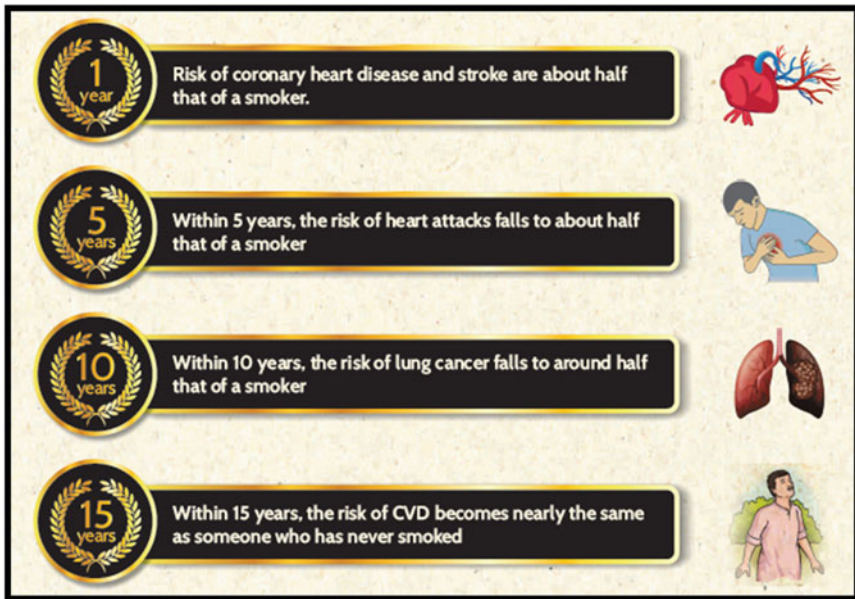 1
year
Risk of coronary heart disease and stroke are about half
that of a smoker.
5
years
Within 5 years, the risk of heart attacks falls to about half
that of a smoker
10
years
Within 10 years, the risk of lung cancer falls to around half
that of a smoker
15
years
Within 15 years, the risk of CVD becomes nearly the same
as someone who has never smoked